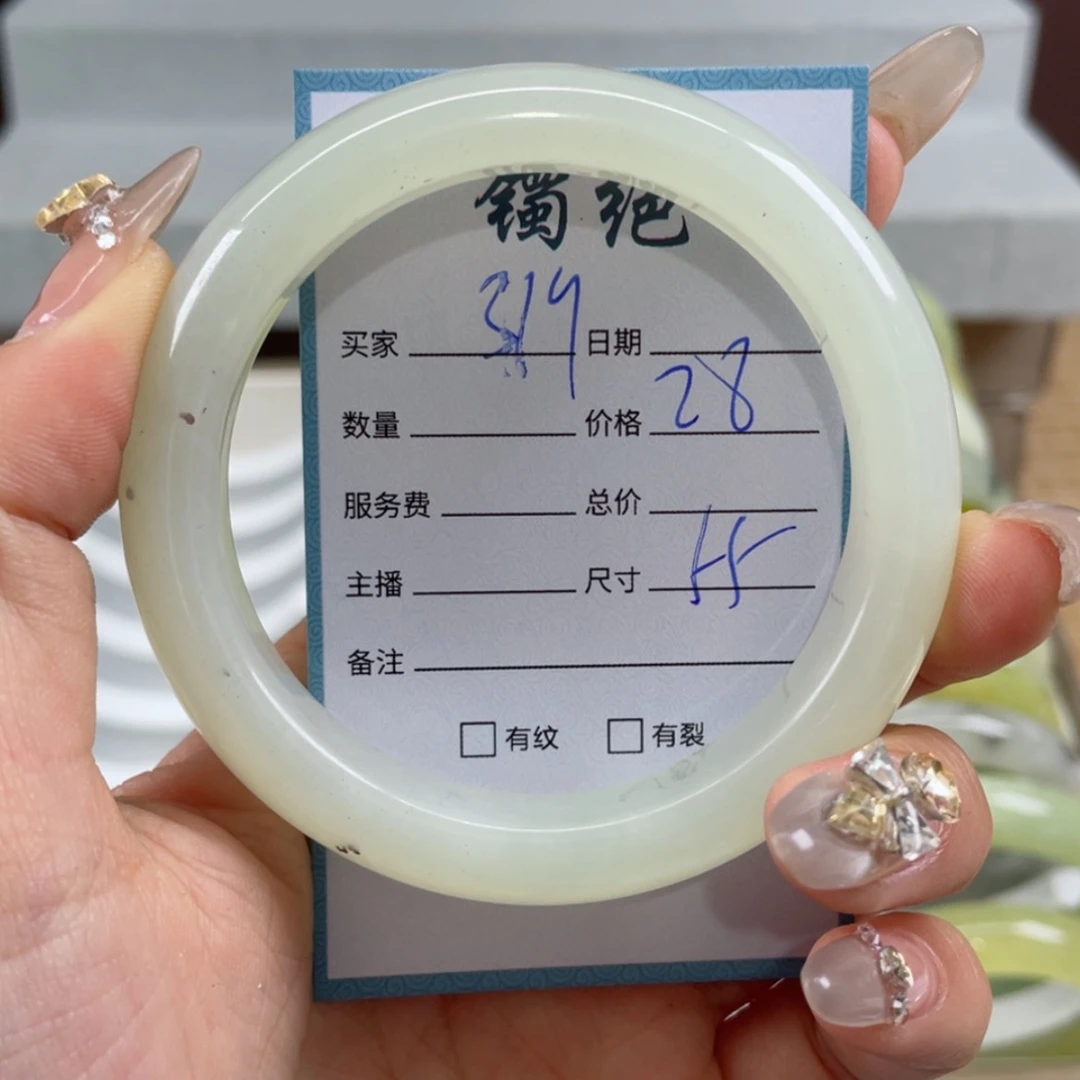 镯绝
买家 319 日期
数量 价格 28
服务费 总价
主播 尺寸 55
备注
有纹 有裂